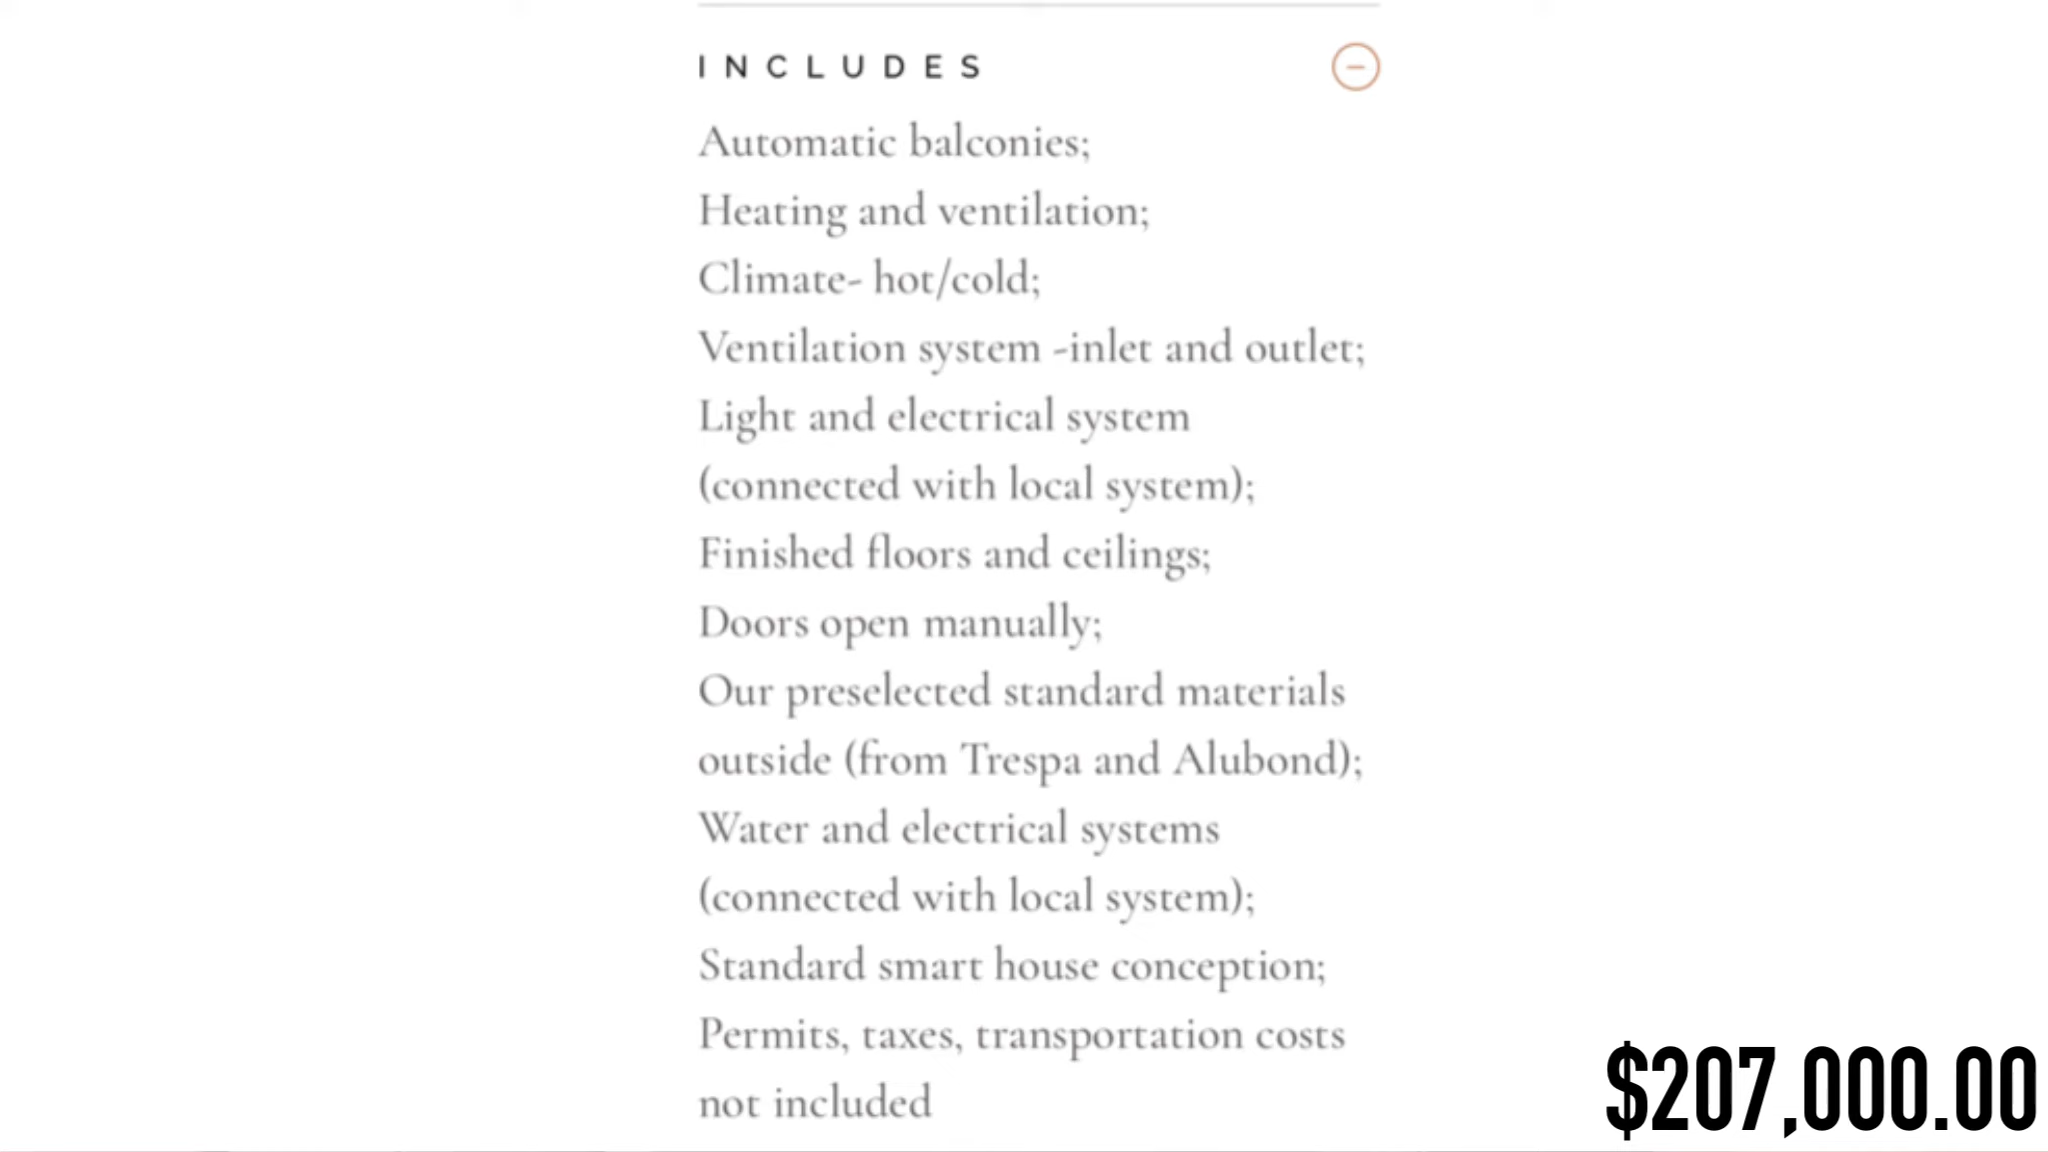 INCLUDES
Automatic balconies;
Heating and ventilation;
Climate- hot/cold;
Ventilation system -inlet and outlet;
Light and electrical system
(connected with local system);
Finished floors and ceilings;
Doors open manually;
Our preselected standard materials
outside (from Trespa and Alubond);
Water and electrical systems
(connected with local system);
Standard smart house conception;
Permits, taxes, transportation costs
not included
$207,000.00